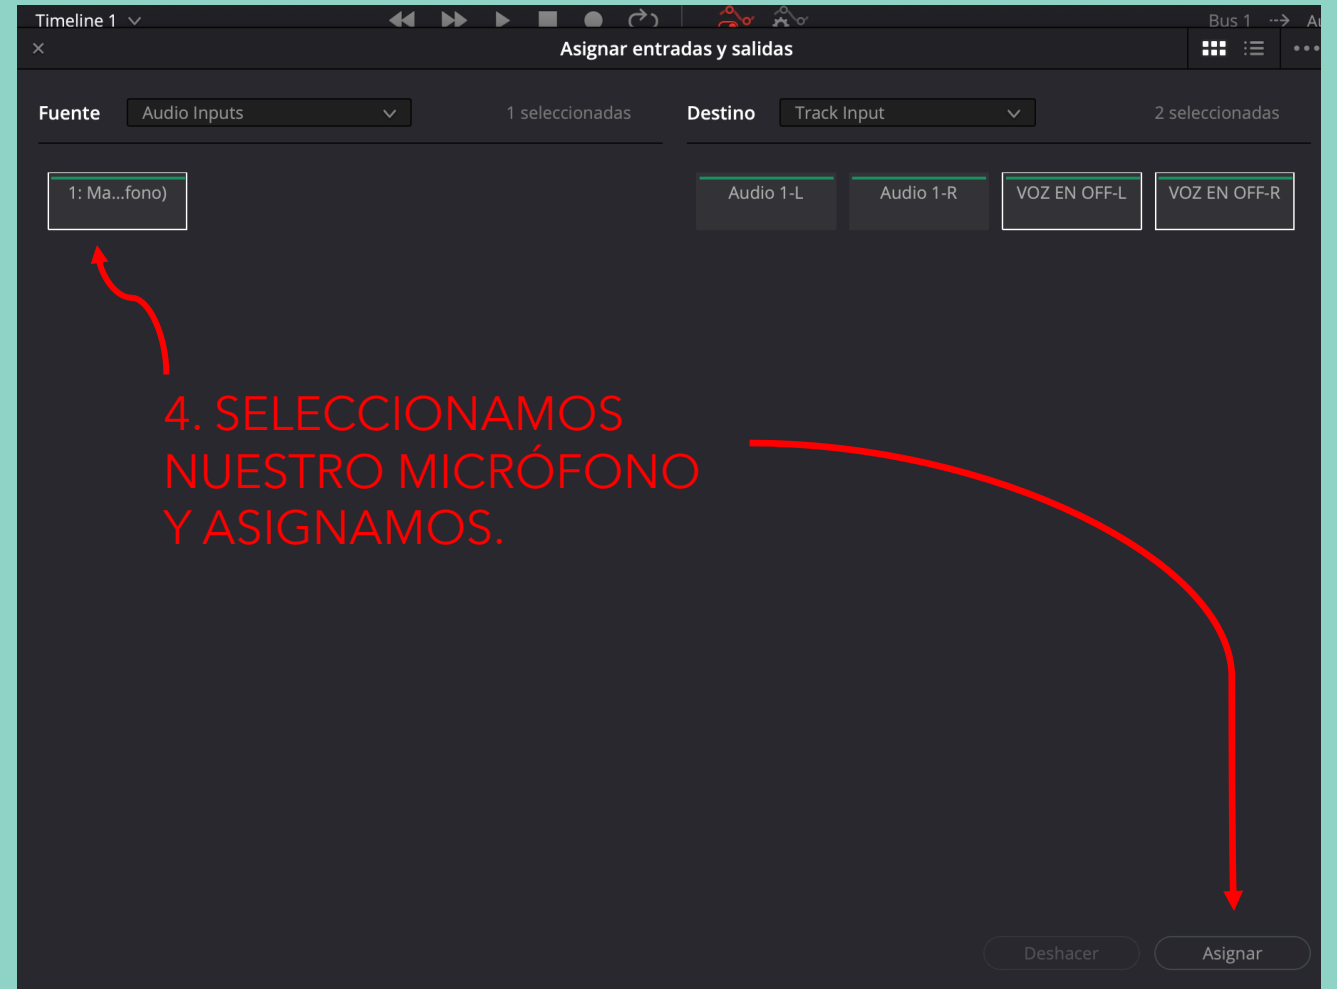 Timeline 1
Bus 1
Asignar entradas y salidas
Fuente
Audio Inputs
1 seleccionadas
Destino
Track Input
2 seleccionadas
1: Ma...fono)
Audio 1-L
Audio 1-R
VOZ EN OFF-L
VOZ EN OFF-R
4. SELECCIONAMOS
NUESTRO MICRÓFONO
Y ASIGNAMOS.
Deshacer
Asignar